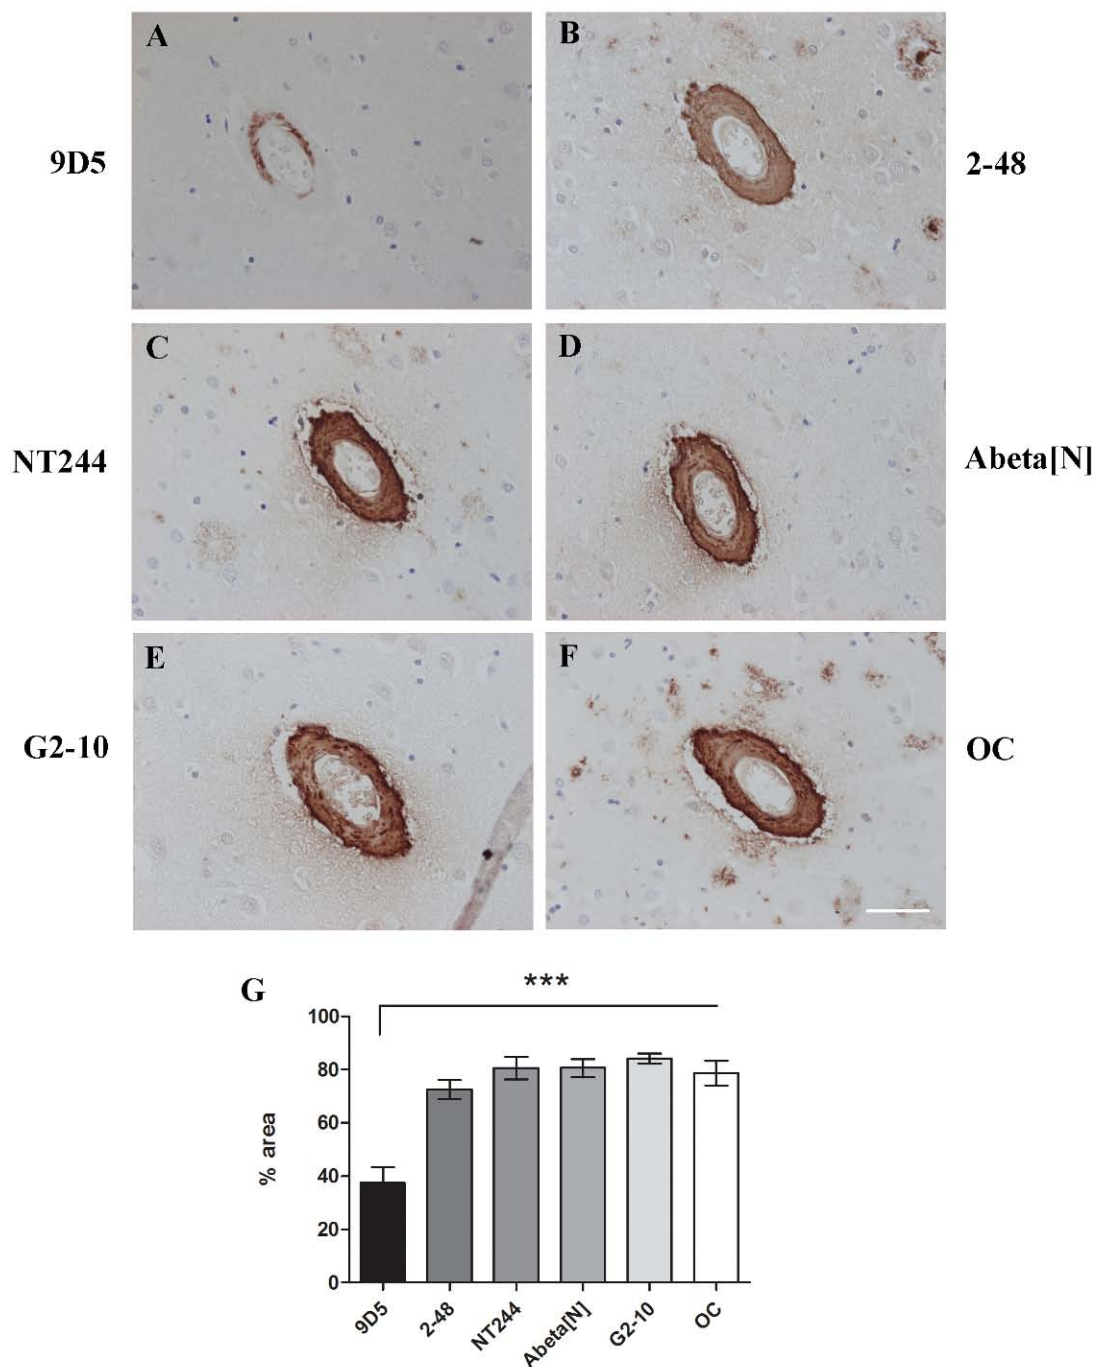 A
B
9D5
2-48
C
D
NT244
Abeta[N]
E
F
G2-10
OC
G
***
100
80
60
40
20
0
% area
9D5
2-48
NT244
Abeta[N]
G2-10
OC